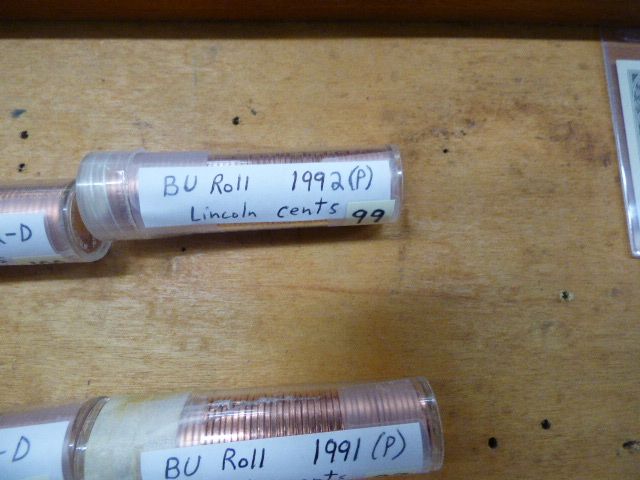 BU Roll 1992(P)
Lincoln cents 99
-D
BU Roll 1991 (P)
-D